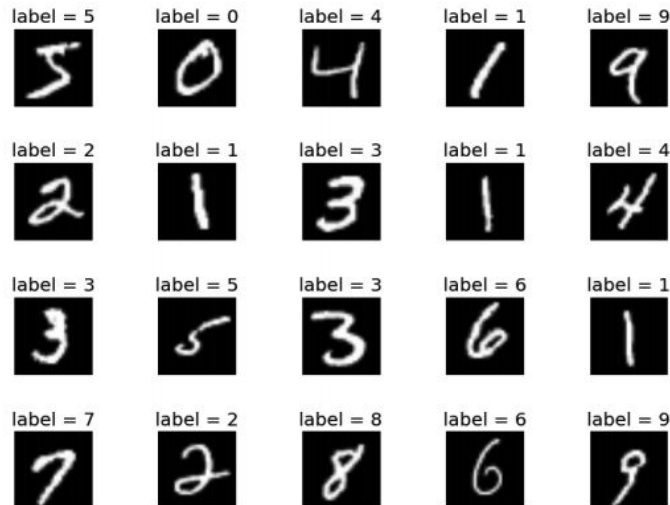 label = 5 label = 0 label = 4 label = 1 label = 9
5 0 4 1 9
label = 2 label = 1 label = 3 label = 1 label = 4
2 1 3 1 4
label = 3 label = 5 label = 3 label = 6 label = 1
3 5 3 6 1
label = 7 label = 2 label = 8 label = 6 label = 9
7 2 8 6 9